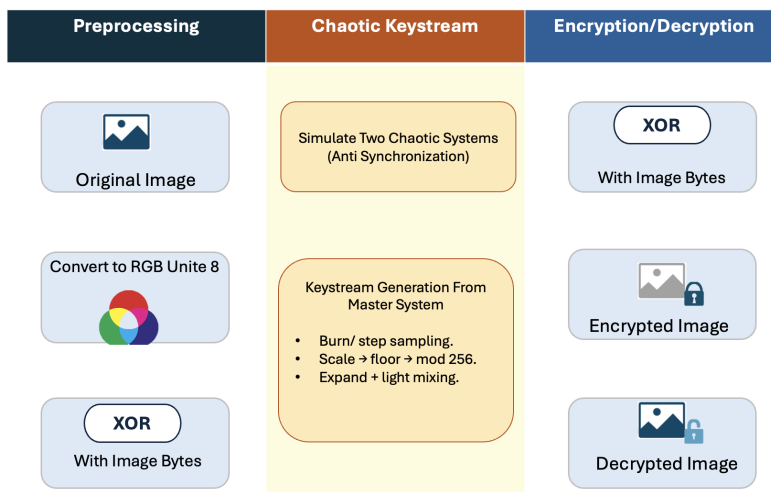 Preprocessing
Chaotic Keystream
Encryption/Decryption
Original Image
Convert to RGB Unite 8
XOR
With Image Bytes
Simulate Two Chaotic Systems
(Anti Synchronization)
Keystream Generation From
Master System
• Burn/ step sampling.
• Scale → floor → mod 256.
• Expand + light mixing.
XOR
With Image Bytes
Encrypted Image
Decrypted Image